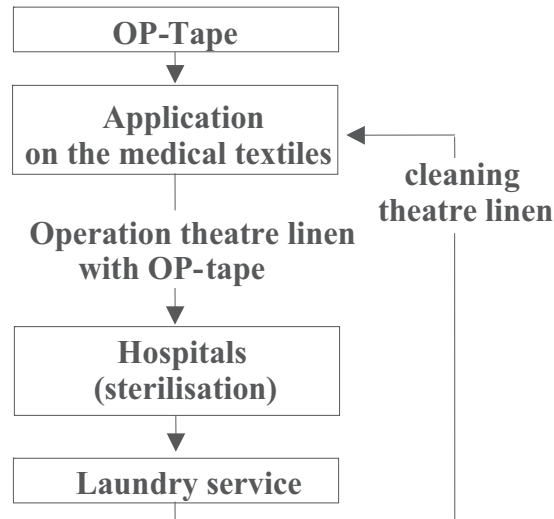 OP-Tape
Application
on the medical textiles
cleaning
theatre linen
Operation theatre linen
with OP-tape
Hospitals
(sterilisation)
Laundry service